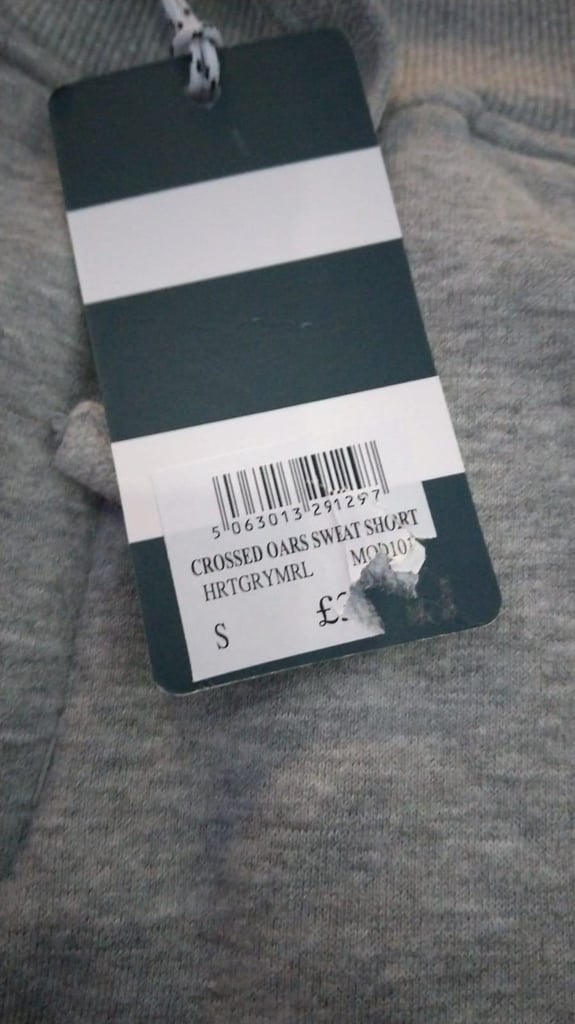 5 063013 291297
CROSSED OARS SWEAT SHORT
HRTGRYMRL
S